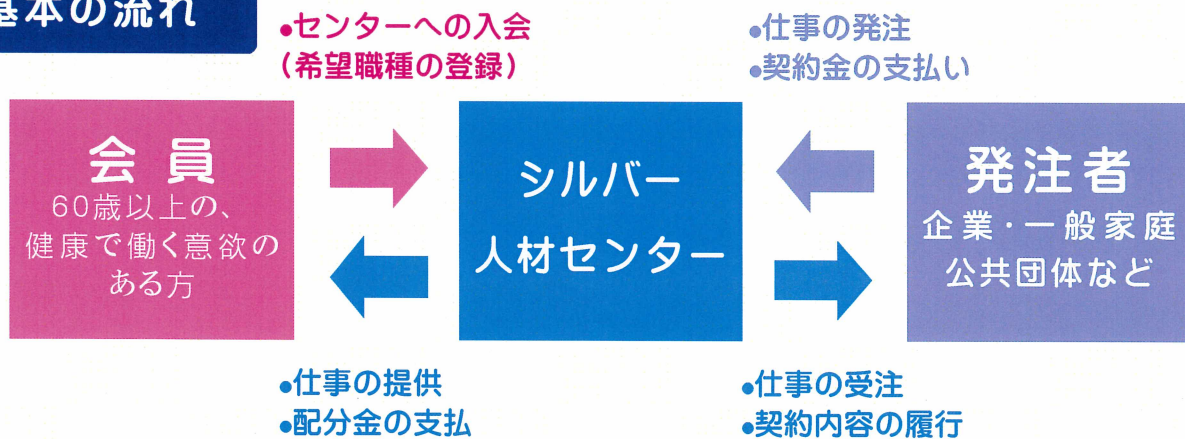 基本の流れ
•センターへの入会
(希望職種の登録)
•仕事の発注
•契約金の支払い
会員
60歳以上の、
健康で働く意欲の
ある方
シルバー
人材センター
発注者
企業・一般家庭
公共団体など
•仕事の提供
•配分金の支払
•仕事の受注
•契約内容の履行